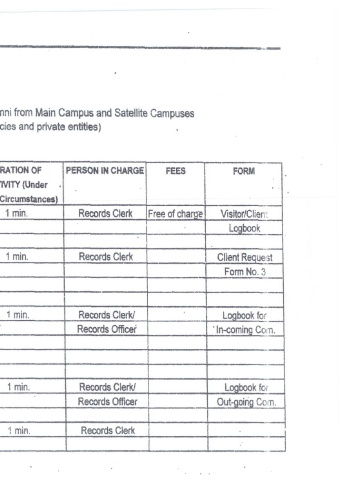 nni from Main Campus and Satellite Campuses
cies and private entities)
RATION OF PERSON IN CHARGE FEES FORM
IVITY (Under
Circumstances)
1 min. Records Clerk Free of charge Visitor/Client
Logbook
1 min. Records Clerk Client Request
Form No. 3
1 min. Records Clerk/ Logbook for
Records Officer In-coming Com.
1 min. Records Clerk/ Logbook for
Records Officer Out-going Com.
1 min. Records Clerk